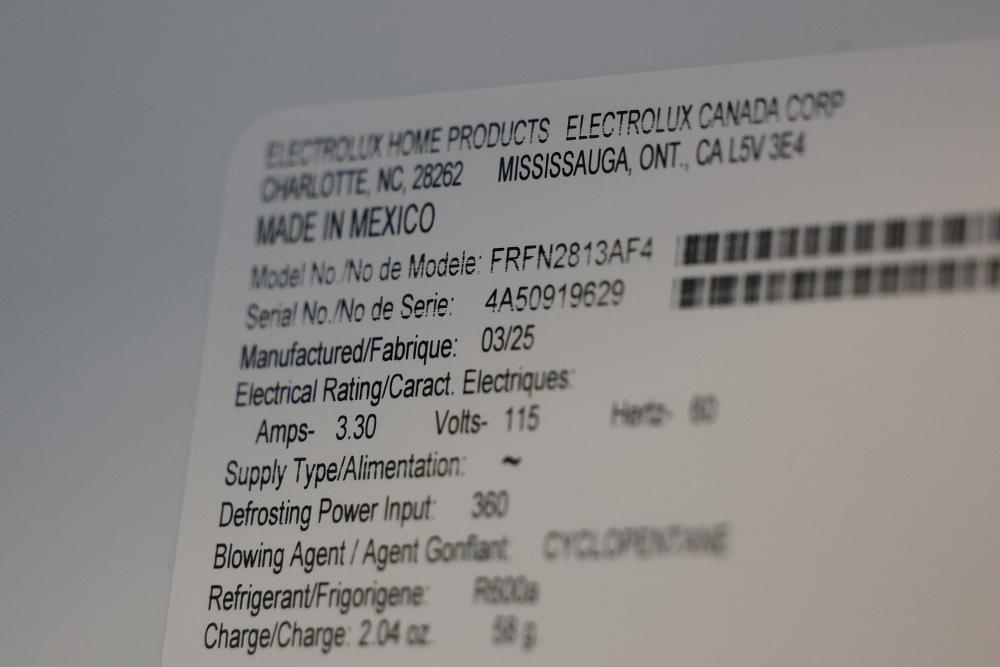 ELECTROLUX HOME PRODUCTS ELECTROLUX CANADA CORP.
CHARLOTTE, NC, 28262 MISSISSAUGA, ONT., CA L5V 3E4
MADE IN MEXICO
Model No./No de Modele: FRFN2813AF4
Serial No./No de Serie: 4A50919629
Manufactured/Fabrique: 03/25
Electrical Rating/Caract. Electriques:
Amps- 3.30 Volts- 115 Hertz- 60
Supply Type/Alimentation: ~
Defrosting Power Input: 360
Blowing Agent / Agent Gonflant: CYCLOPENTANE
Refrigerant/Frigorigene: R600a
Charge/Charge: 2.04 oz. 58 g